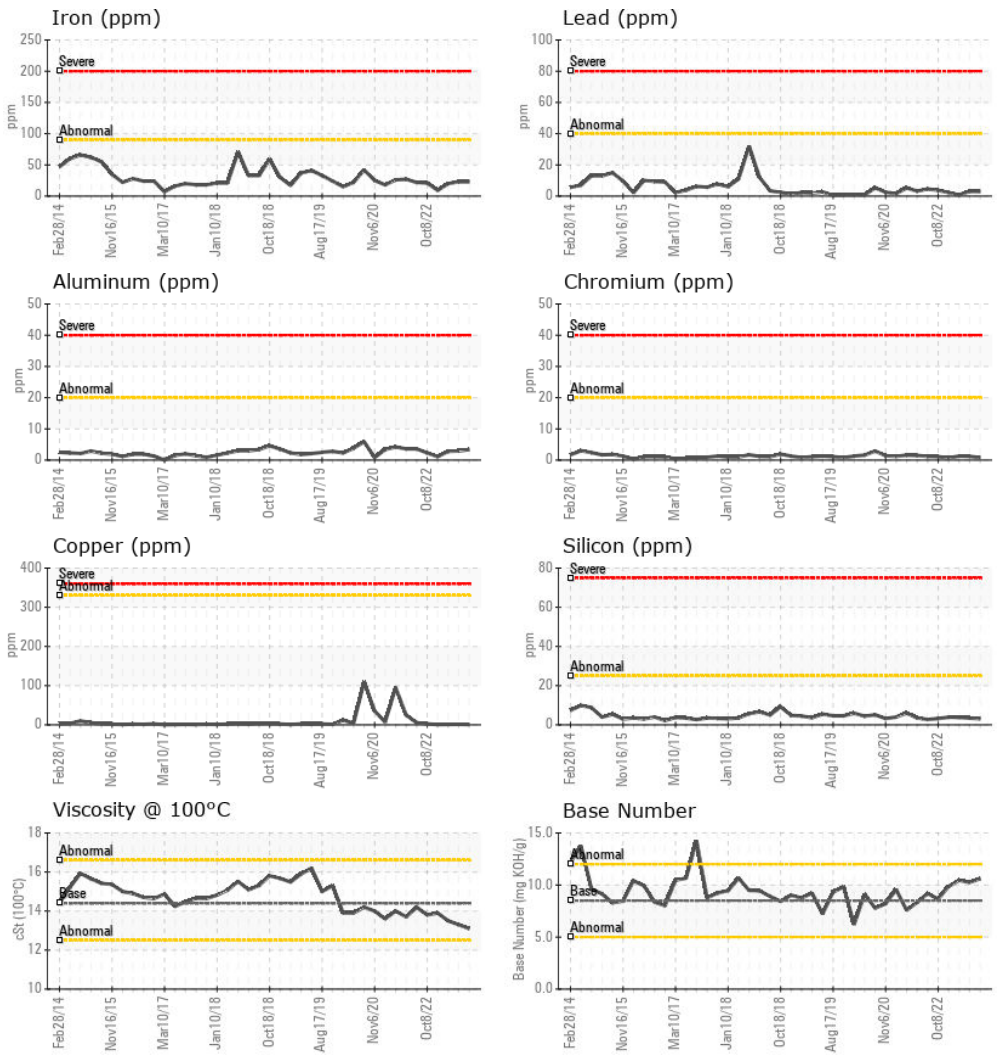 Iron (ppm)
250
200
150
100
50
0
ppm
Severe
Abnormal
Feb28/14
Nov16/15
Mar10/17
Jan10/18
Oct18/18
Aug17/19
Nov6/20
Oct8/22
Lead (ppm)
100
80
60
40
20
0
ppm
Severe
Abnormal
Feb28/14
Nov16/15
Mar10/17
Jan10/18
Oct18/18
Aug17/19
Nov6/20
Oct8/22
Aluminum (ppm)
50
40
30
20
10
0
ppm
Severe
Abnormal
Feb28/14
Nov16/15
Mar10/17
Jan10/18
Oct18/18
Aug17/19
Nov6/20
Oct8/22
Chromium (ppm)
50
40
30
20
10
0
ppm
Severe
Abnormal
Feb28/14
Nov16/15
Mar10/17
Jan10/18
Oct18/18
Aug17/19
Nov6/20
Oct8/22
Copper (ppm)
400
300
200
100
0
ppm
Severe
Abnormal
Feb28/14
Nov16/15
Mar10/17
Jan10/18
Oct18/18
Aug17/19
Nov6/20
Oct8/22
Silicon (ppm)
80
60
40
20
0
ppm
Severe
Abnormal
Feb28/14
Nov16/15
Mar10/17
Jan10/18
Oct18/18
Aug17/19
Nov6/20
Oct8/22
Viscosity @ 100°C
18
16
14
12
10
cSt (100°C)
Abnormal
Base
Abnormal
Feb28/14
Nov16/15
Mar10/17
Jan10/18
Oct18/18
Aug17/19
Nov6/20
Oct8/22
Base Number
15.0
10.0
5.0
0.0
Base Number (mg KOH/g)
Abnormal
Base
Abnormal
Feb28/14
Nov16/15
Mar10/17
Jan10/18
Oct18/18
Aug17/19
Nov6/20
Oct8/22